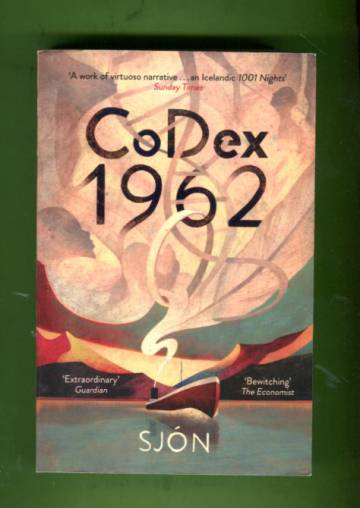 ‘A work of virtuoso narrative...an Icelandic 1001 Nights’
Sunday Times
CoDex
1962
‘Extraordinary’
Guardian
‘Bewitching’
The Economist
SJÓN